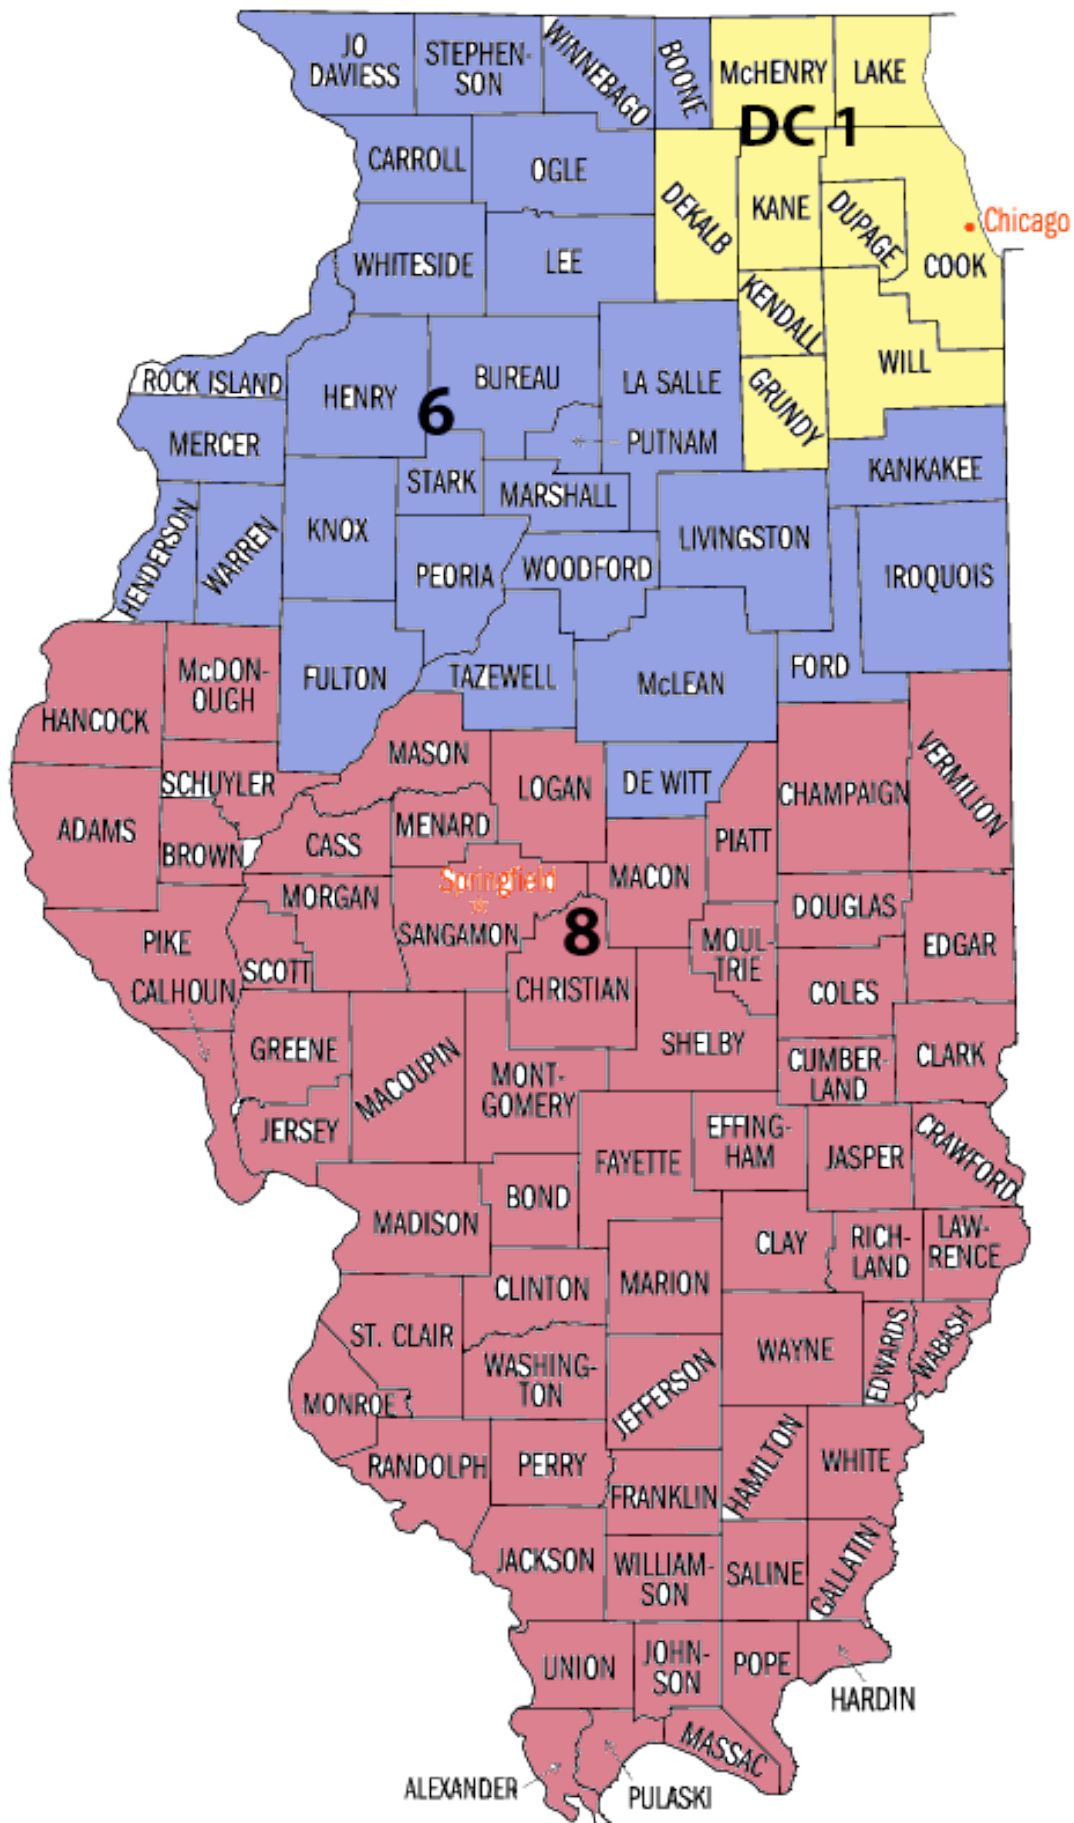 JO
DAVIESS
STEPHEN-
SON
WINNEBAGO
BOONE
McHENRY
LAKE
DC 1
CARROLL
OGLE
DEKALB
KANE
DUPAGE
Chicago
COOK
WHITESIDE
LEE
KENDALL
WILL
ROCK ISLAND
HENRY
BUREAU
LA SALLE
GRUNDY
6
MERCER
PUTNAM
KANKAKEE
STARK
MARSHALL
HENDERSON
WARREN
KNOX
LIVINGSTON
PEORIA
WOODFORD
IROQUOIS
FULTON
TAZEWELL
McLEAN
FORD
McDON-
OUGH
HANCOCK
MASON
SCHUYLER
LOGAN
DE WITT
CHAMPAIGN
VERMILION
ADAMS
BROWN
CASS
MENARD
PIATT
Springfield
MACON
MORGAN
DOUGLAS
PIKE
SANGAMON
8
MOUL-
TRIE
EDGAR
SCOTT
CALHOUN
CHRISTIAN
COLES
GREENE
MACOUPIN
SHELBY
CLARK
MONT-
GOMERY
CUMBER-
LAND
JERSEY
EFFING-
HAM
FAYETTE
JASPER
CRAWFORD
BOND
MADISON
CLAY
RICH-
LAND
LAW-
RENCE
CLINTON
MARION
ST. CLAIR
WAYNE
EDWARDS
WABASH
WASHING-
TON
JEFFERSON
MONROE
RANDOLPH
PERRY
HAMILTON
WHITE
FRANKLIN
JACKSON
WILLIAM-
SON
SALINE
GALLATIN
UNION
JOHN-
SON
POPE
HARDIN
MASSAC
ALEXANDER
PULASKI